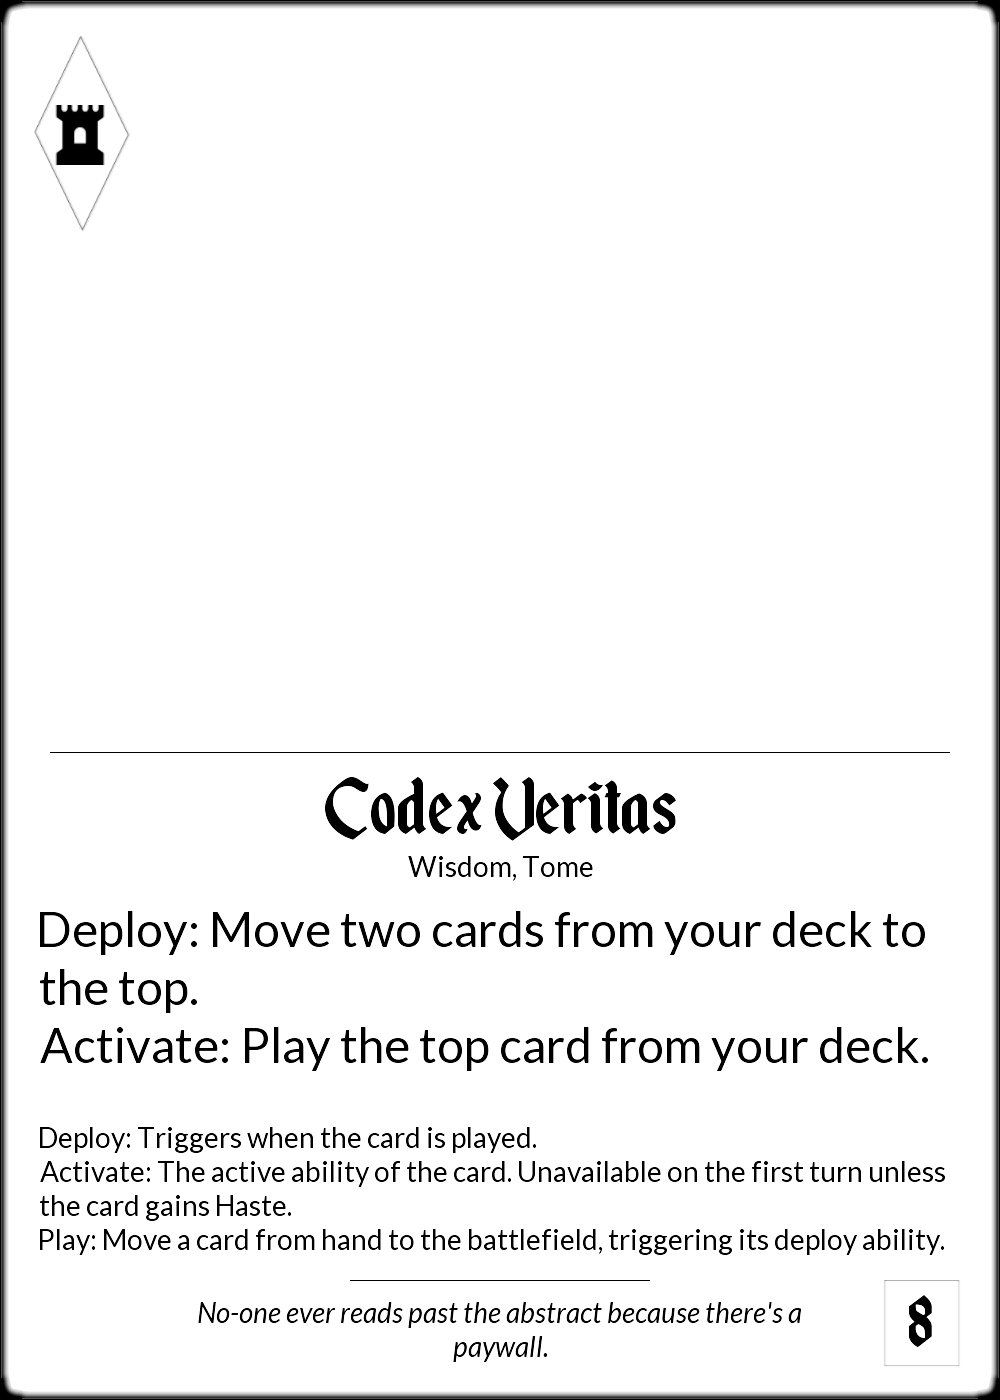 Codex Veritas
Wisdom, Tome
Deploy: Move two cards from your deck to
the top.
Activate: Play the top card from your deck.
Deploy: Triggers when the card is played.
Activate: The active ability of the card. Unavailable on the first turn unless
the card gains Haste.
Play: Move a card from hand to the battlefield, triggering its deploy ability.
No-one ever reads past the abstract because there's a
paywall.
8